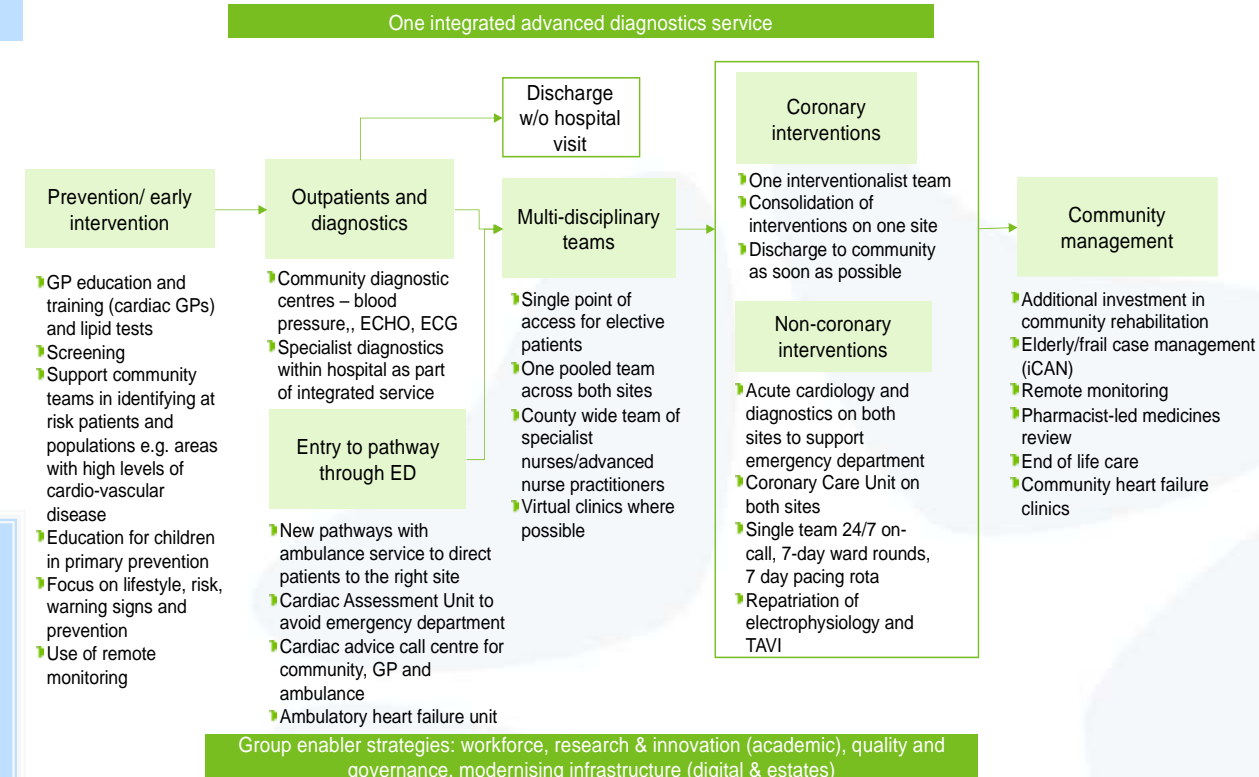 One integrated advanced diagnostics service
Discharge
w/o hospital
visit
Prevention/ early
intervention
GP education and
training (cardiac GPs)
and lipid tests
Screening
Support community
teams in identifying at
risk patients and
populations e.g. areas
with high levels of
cardio-vascular
disease
Education for children
in primary prevention
Focus on lifestyle, risk,
warning signs and
prevention
Use of remote
monitoring
Outpatients and
diagnostics
Community diagnostic
centres – blood
pressure,, ECHO, ECG
Specialist diagnostics
within hospital as part
of integrated service
Entry to pathway
through ED
New pathways with
ambulance service to direct
patients to the right site
Cardiac Assessment Unit to
avoid emergency department
Cardiac advice call centre for
community, GP and
ambulance
Ambulatory heart failure unit
Multi-disciplinary
teams
Single point of
access for elective
patients
One pooled team
across both sites
County wide team of
specialist
nurses/advanced
nurse practitioners
Virtual clinics where
possible
Coronary
interventions
One interventionalist team
Consolidation of
interventions on one site
Discharge to community
as soon as possible
Non-coronary
interventions
Acute cardiology and
diagnostics on both
sites to support
emergency department
Coronary Care Unit on
both sites
Single team 24/7 on-
call, 7-day ward rounds,
7 day pacing rota
Repatriation of
electrophysiology and
TAVI
Community
management
Additional investment in
community rehabilitation
Elderly/frail case management
(iCAN)
Remote monitoring
Pharmacist-led medicines
review
End of life care
Community heart failure
clinics
Group enabler strategies: workforce, research & innovation (academic), quality and
governance, modernising infrastructure (digital & estates)